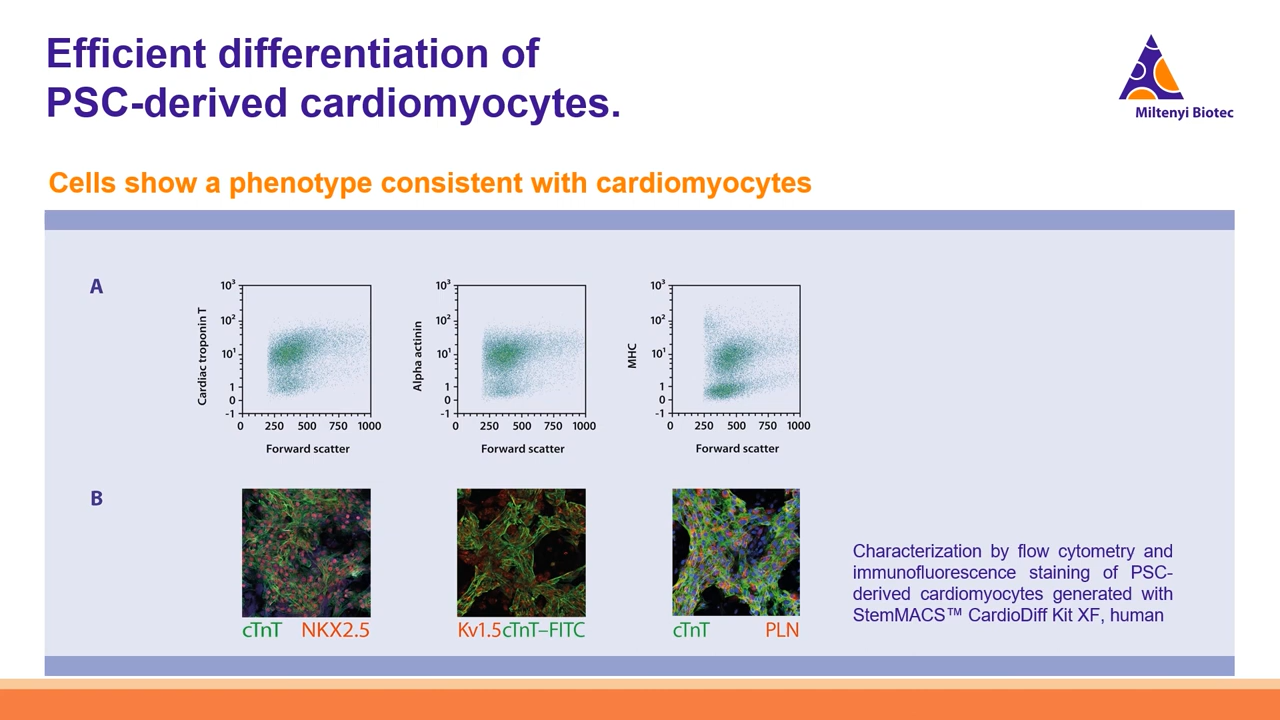 Efficient differentiation of
PSC-derived cardiomyocytes.
Miltenyi Biotec
Cells show a phenotype consistent with cardiomyocytes
A
Cardiac troponin T
10³
10²
10¹
1
0
-1
0 250 500 750 1000
Forward scatter
Alpha actinin
10³
10²
10¹
1
0
-1
0 250 500 750 1000
Forward scatter
MHC
10³
10²
10¹
1
0
-1
0 250 500 750 1000
Forward scatter
B
cTnT NKX2.5
Kv1.5cTnT–FITC
cTnT PLN
Characterization by flow cytometry and
immunofluorescence staining of PSC-
derived cardiomyocytes generated with
StemMACS™ CardioDiff Kit XF, human